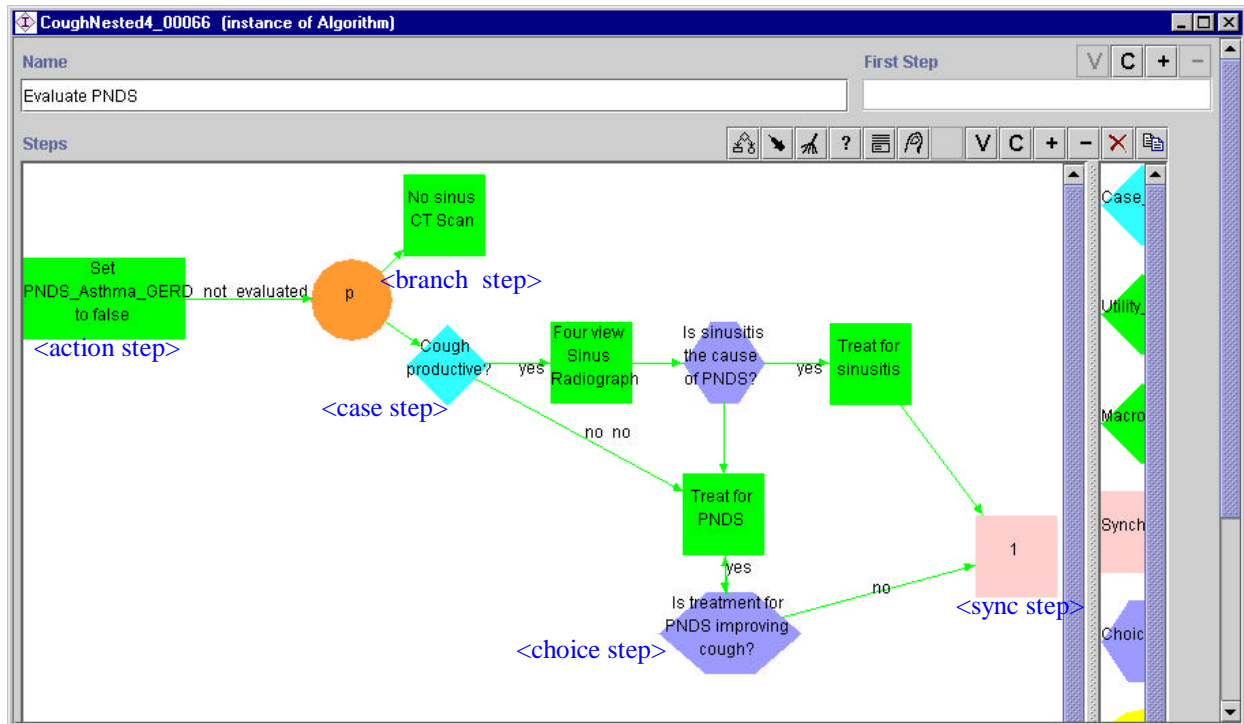 CoughNested4_00066 (instance of Algorithm)
Name
First Step
V C + -
Evaluate PNDS
Steps
? V C + -
No sinus
CT Scan
Case_
Set
PNDS_Asthma_GERD
to false
not evaluated
p
<branch step>
<action step>
Utility_
Cough
productive?
yes
Four view
Sinus
Radiograph
Is sinusitis
the cause
of PNDS?
yes
Treat for
sinusitis
<case step>
Macro
no no
Treat for
PNDS
Synch
1
yes
no
Is treatment for
PNDS improving
cough?
<sync step>
<choice step>
Choic